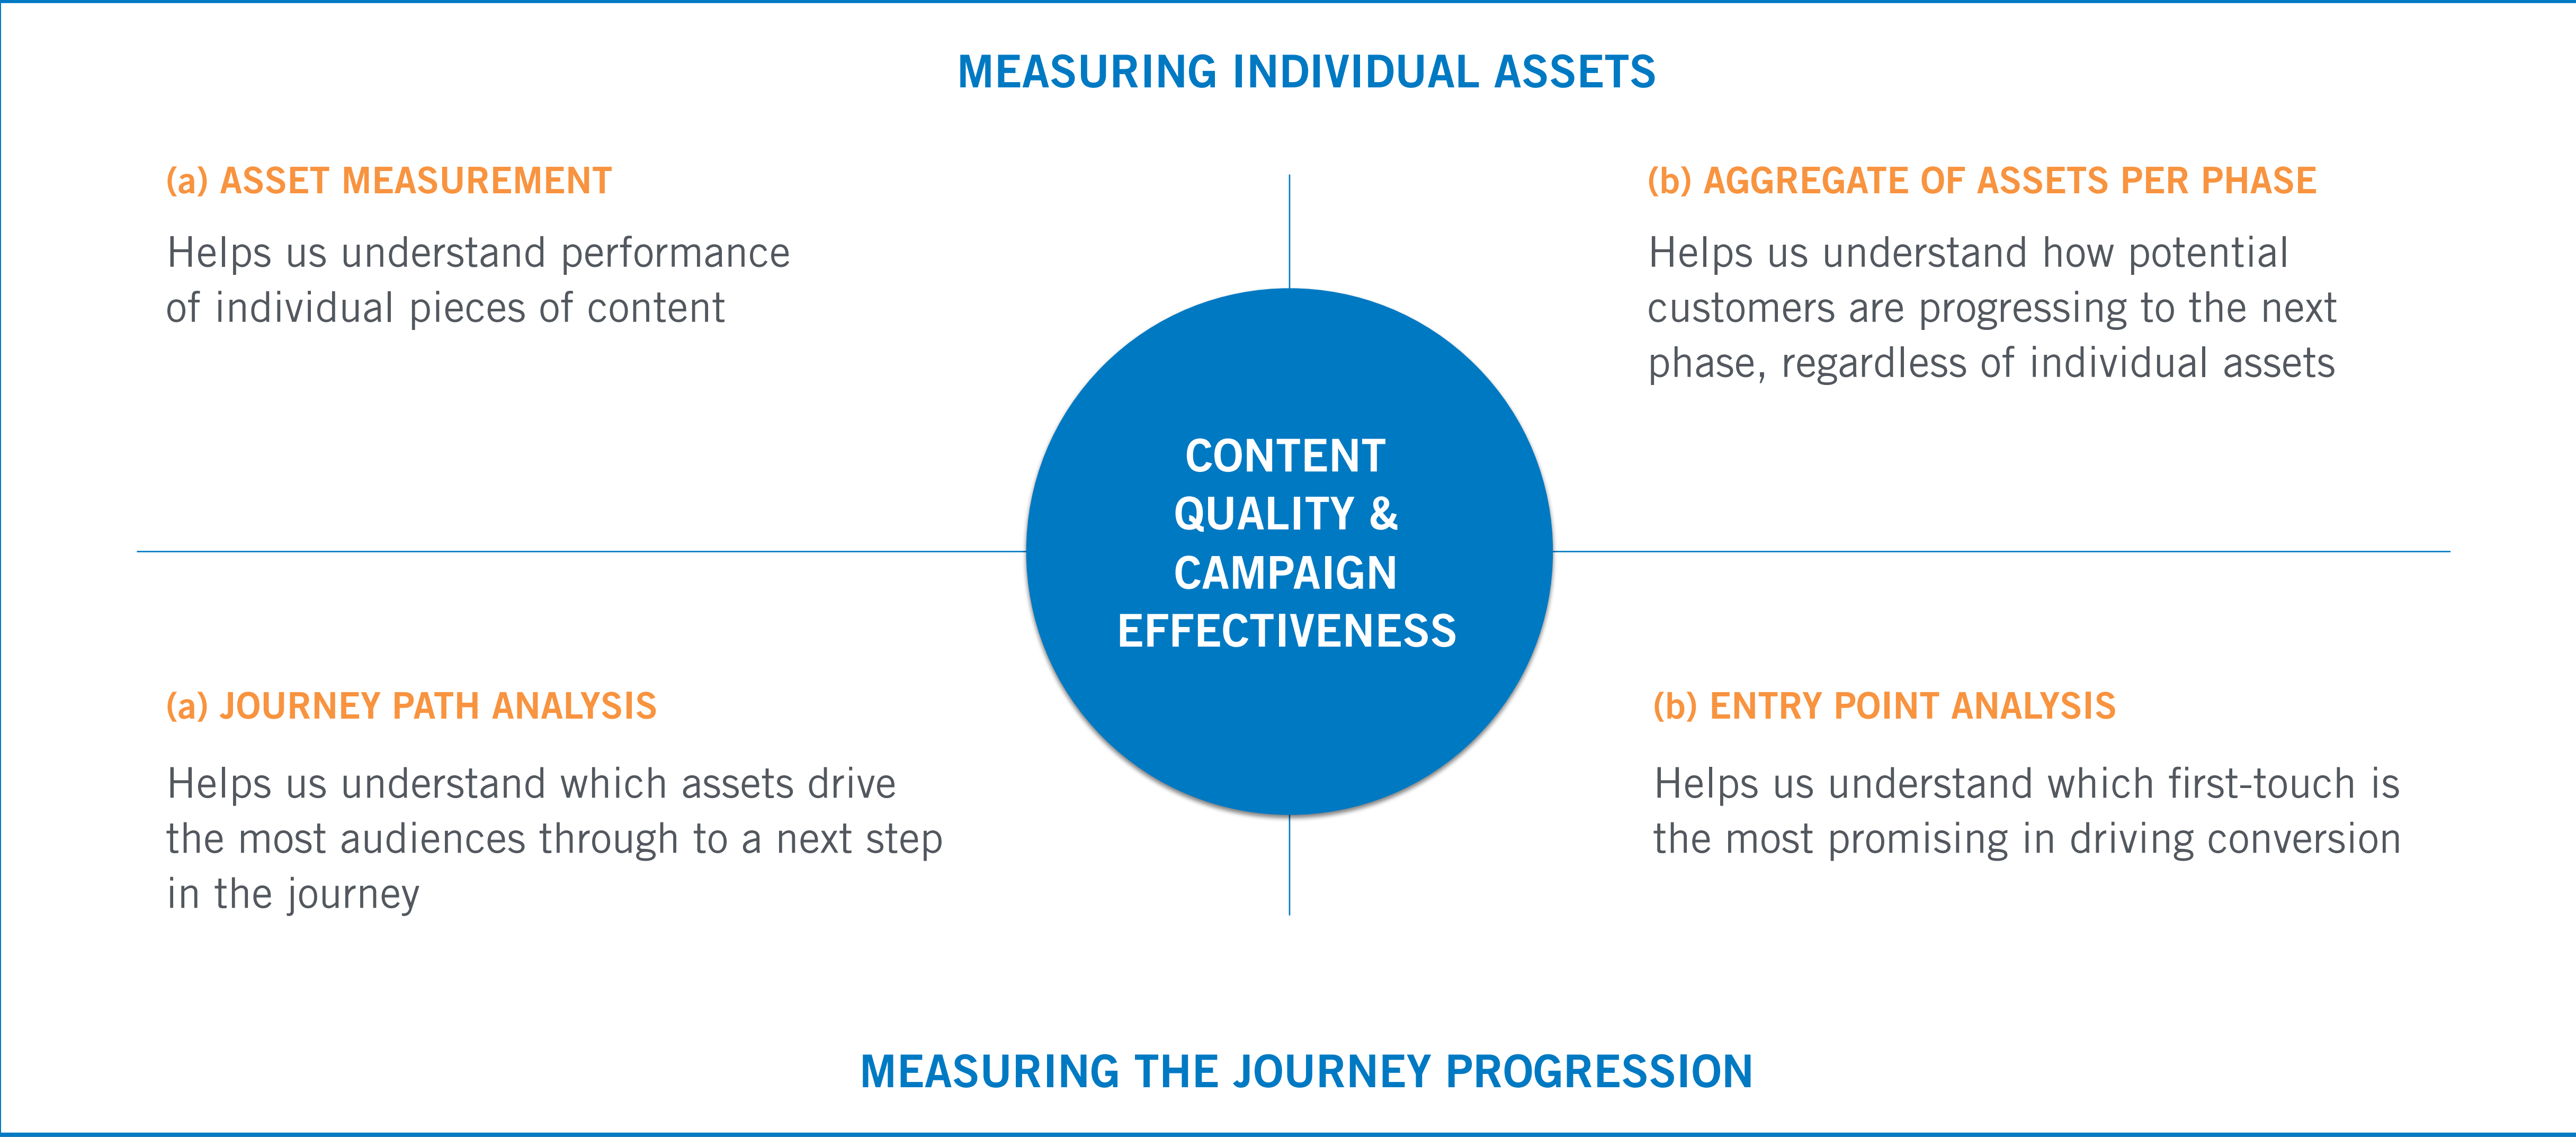 MEASURING INDIVIDUAL ASSETS
(a) ASSET MEASUREMENT
Helps us understand performance
of individual pieces of content
(b) AGGREGATE OF ASSETS PER PHASE
Helps us understand how potential
customers are progressing to the next
phase, regardless of individual assets
CONTENT
QUALITY &
CAMPAIGN
EFFECTIVENESS
(a) JOURNEY PATH ANALYSIS
Helps us understand which assets drive
the most audiences through to a next step
in the journey
(b) ENTRY POINT ANALYSIS
Helps us understand which first-touch is
the most promising in driving conversion
MEASURING THE JOURNEY PROGRESSION